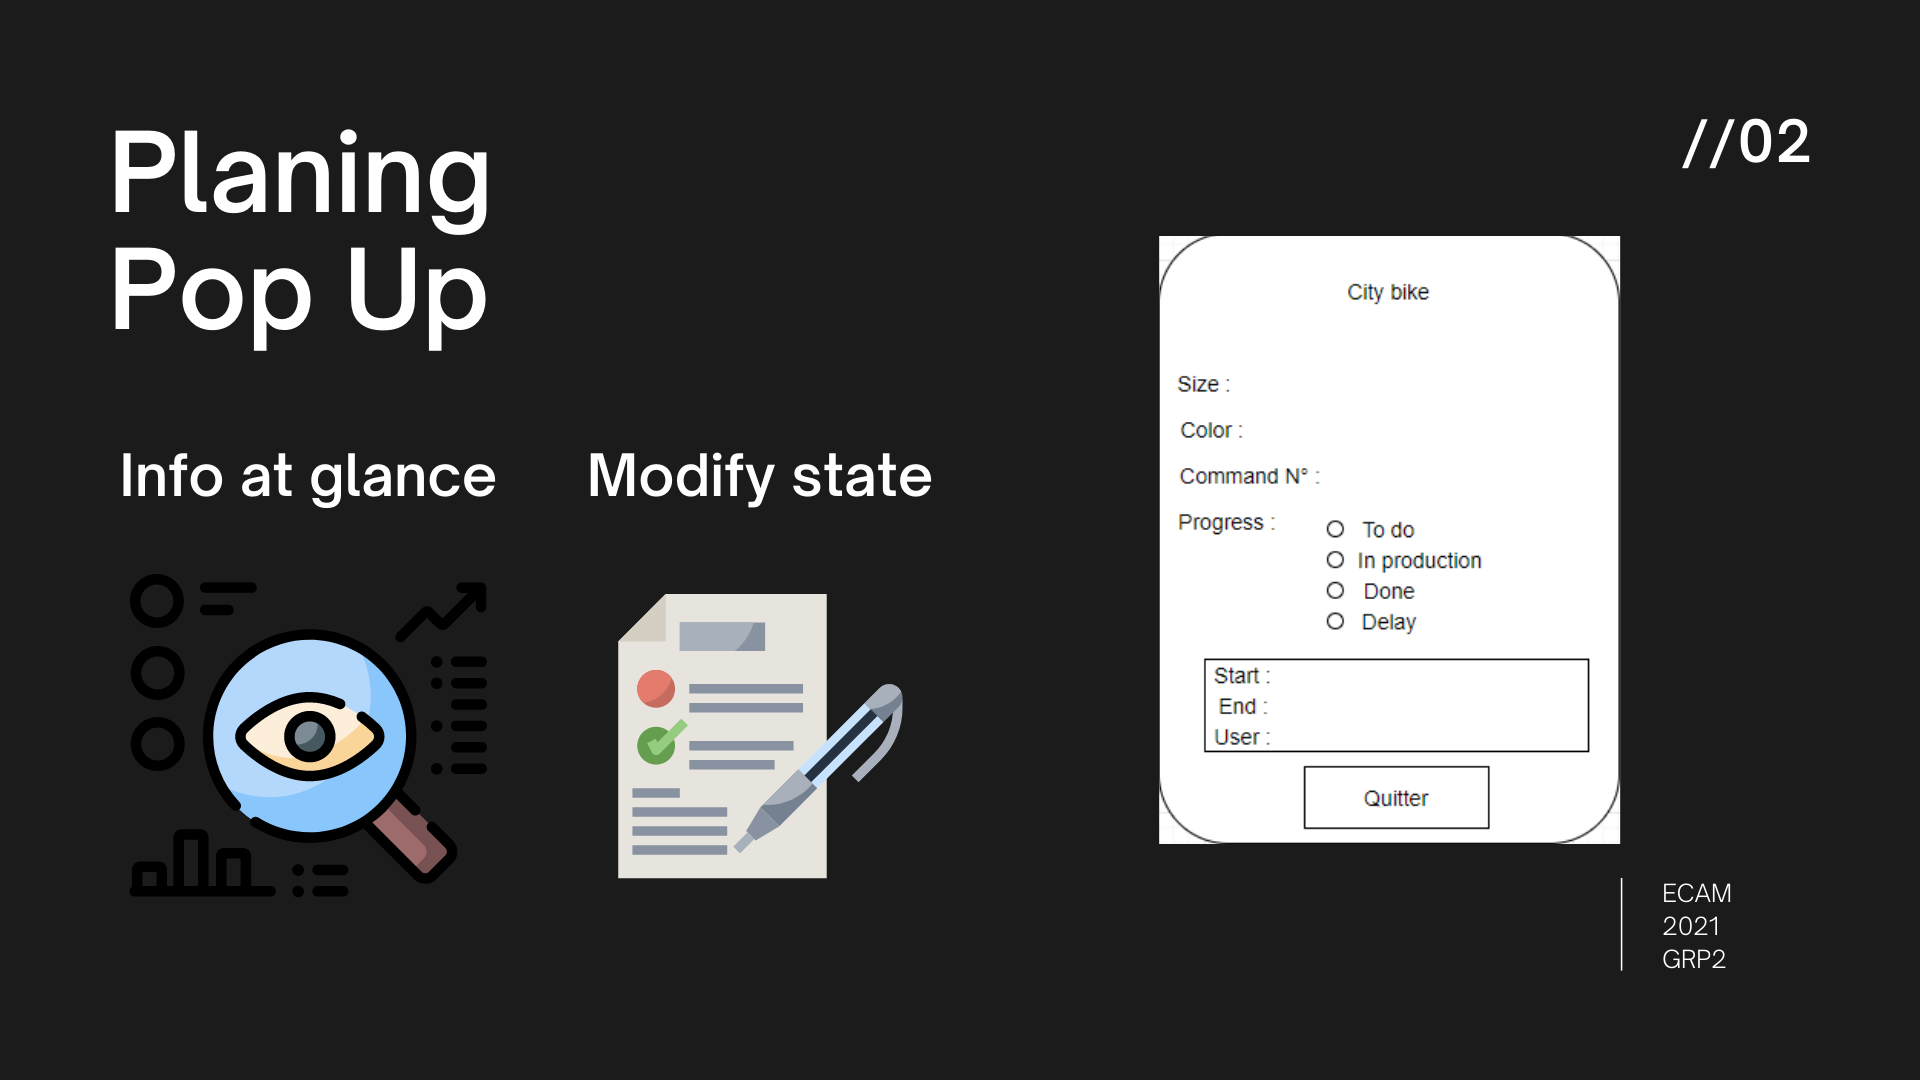 Planing
Pop Up
//02
Info at glance
Modify state
City bike
Size :
Color :
Command N° :
Progress :
To do
In production
Done
Delay
Start :
End :
User :
Quitter
ECAM
2021
GRP2